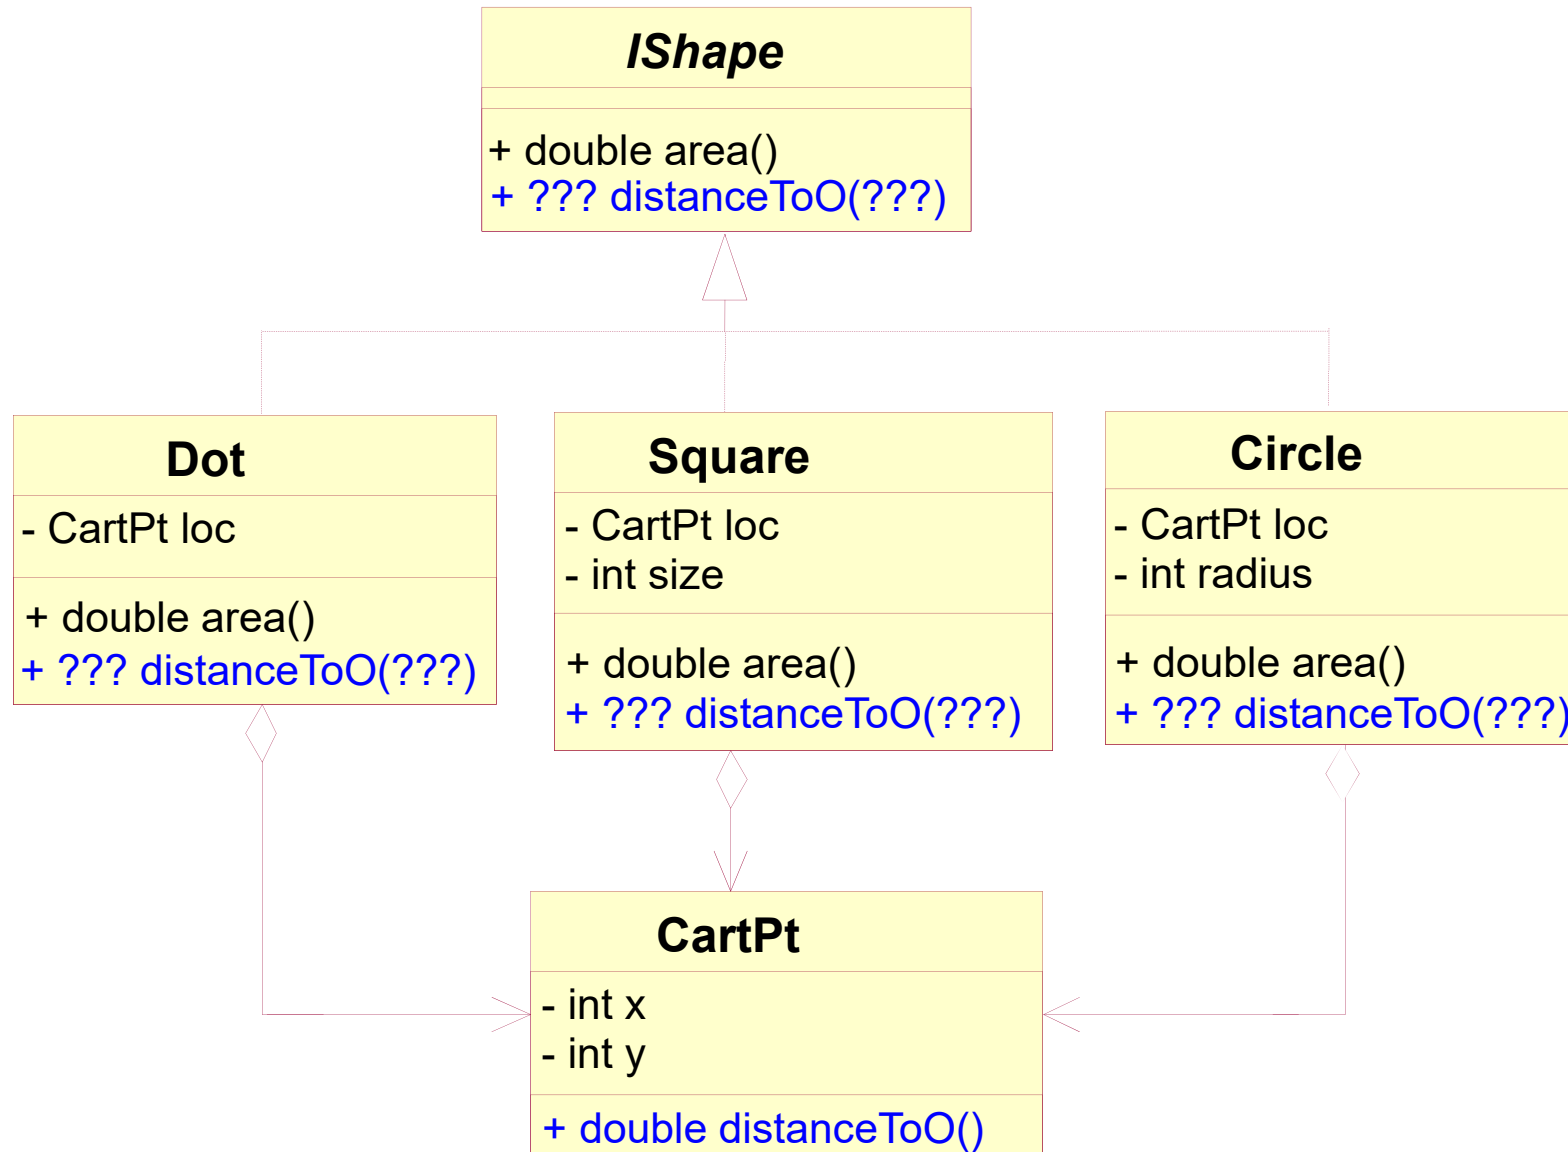 IShape
+ double area()
+ ??? distanceToO(???)
Dot
- CartPt loc
+ double area()
+ ??? distanceToO(???)
Square
- CartPt loc
- int size
+ double area()
+ ??? distanceToO(???)
Circle
- CartPt loc
- int radius
+ double area()
+ ??? distanceToO(???)
CartPt
- int x
- int y
+ double distanceToO()